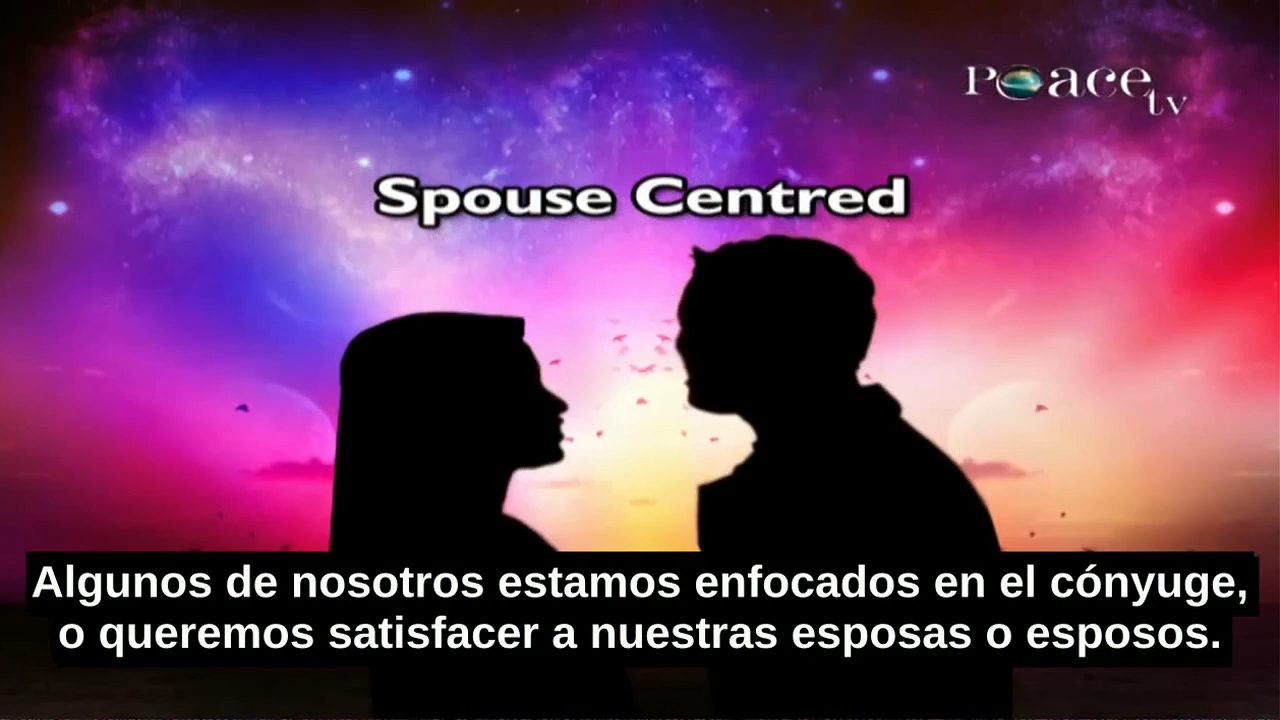 Peace tv
Spouse Centred
Algunos de nosotros estamos enfocados en el cónyuge,
o queremos satisfacer a nuestras esposas o esposos.